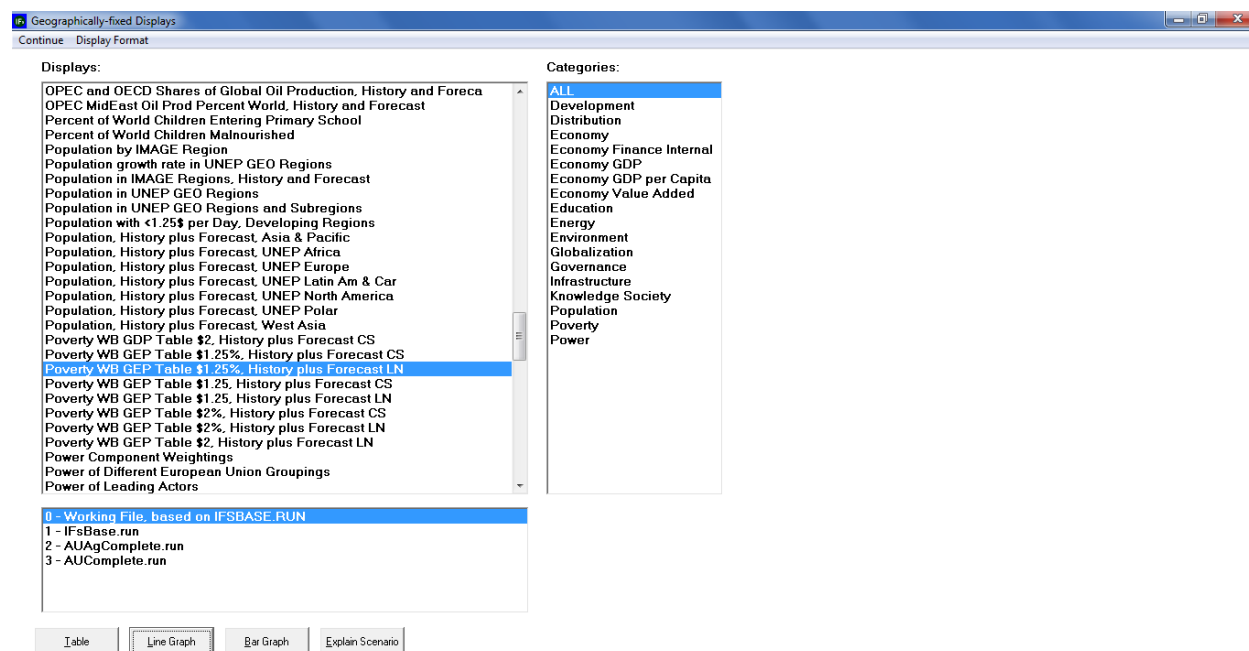 IFs Geographically-fixed Displays
Continue Display Format
Displays:
OPEC and OECD Shares of Global Oil Production, History and Foreca
OPEC MidEast Oil Prod Percent World, History and Forecast
Percent of World Children Entering Primary School
Percent of World Children Malnourished
Population by IMAGE Region
Population growth rate in UNEP GEO Regions
Population in IMAGE Regions, History and Forecast
Population in UNEP GEO Regions
Population in UNEP GEO Regions and Subregions
Population with <1.25$ per Day, Developing Regions
Population, History plus Forecast, Asia & Pacific
Population, History plus Forecast, UNEP Africa
Population, History plus Forecast, UNEP Europe
Population, History plus Forecast, UNEP Latin Am & Car
Population, History plus Forecast, UNEP North America
Population, History plus Forecast, UNEP Polar
Population, History plus Forecast, West Asia
Poverty WB GDP Table $2, History plus Forecast CS
Poverty WB GEP Table $1.25%, History plus Forecast CS
Poverty WB GEP Table $1.25%, History plus Forecast LN
Poverty WB GEP Table $1.25, History plus Forecast CS
Poverty WB GEP Table $1.25, History plus Forecast LN
Poverty WB GEP Table $2%, History plus Forecast CS
Poverty WB GEP Table $2%, History plus Forecast LN
Poverty WB GEP Table $2, History plus Forecast LN
Power Component Weightings
Power of Different European Union Groupings
Power of Leading Actors
Categories:
ALL
Development
Distribution
Economy
Economy Finance Internal
Economy GDP
Economy GDP per Capita
Economy Value Added
Education
Energy
Environment
Globalization
Governance
Infrastructure
Knowledge Society
Population
Poverty
Power
0 - Working File, based on IFSBASE.RUN
1 - IFsBase.run
2 - AUAgComplete.run
3 - AUComplete.run
Table Line Graph Bar Graph Explain Scenario